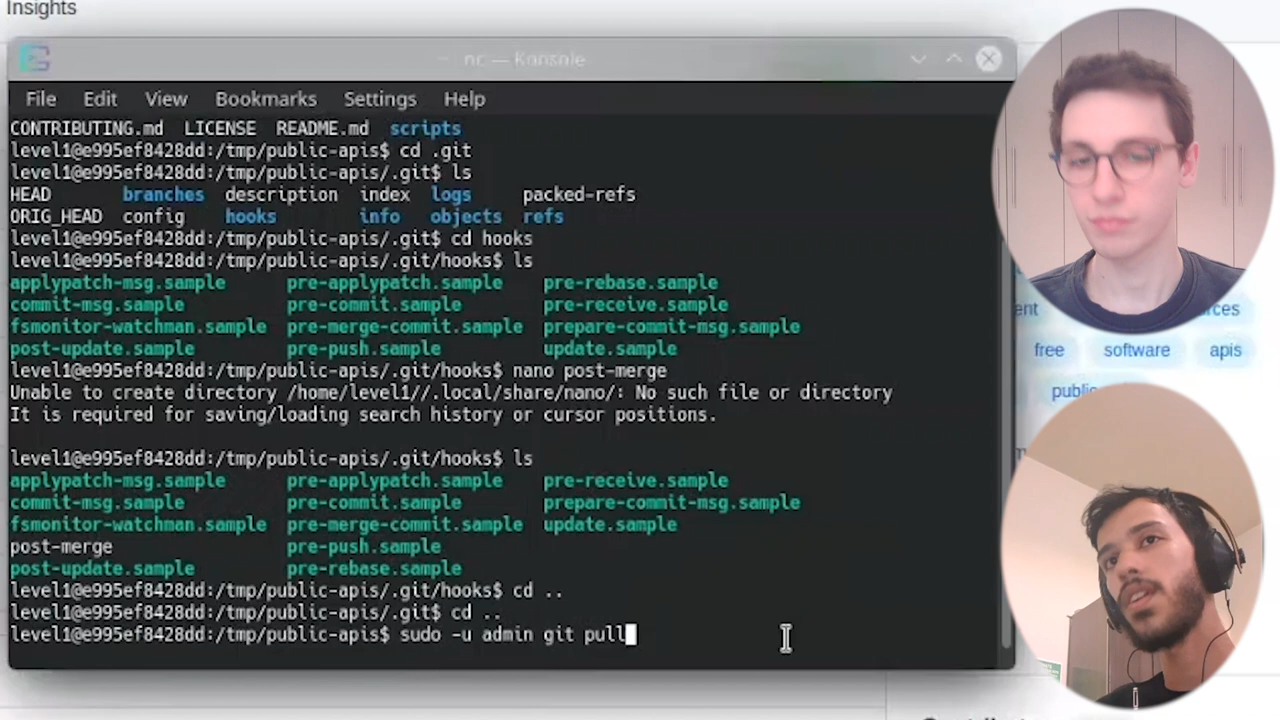 Insights
nc — Konsole
File Edit View Bookmarks Settings Help
CONTRIBUTING.md LICENSE README.md scripts
level1@e995ef8428dd:/tmp/public-apis$ cd .git
level1@e995ef8428dd:/tmp/public-apis/.git$ ls
HEAD branches description index logs packed-refs
ORIG_HEAD config hooks info objects refs
level1@e995ef8428dd:/tmp/public-apis/.git$ cd hooks
level1@e995ef8428dd:/tmp/public-apis/.git/hooks$ ls
applypatch-msg.sample pre-applypatch.sample pre-rebase.sample
commit-msg.sample pre-commit.sample pre-receive.sample
fsmonitor-watchman.sample pre-merge-commit.sample prepare-commit-msg.sample
post-update.sample pre-push.sample update.sample
level1@e995ef8428dd:/tmp/public-apis/.git/hooks$ nano post-merge
Unable to create directory /home/level1//.local/share/nano/: No such file or directory
It is required for saving/loading search history or cursor positions.
level1@e995ef8428dd:/tmp/public-apis/.git/hooks$ ls
applypatch-msg.sample pre-applypatch.sample pre-receive.sample
commit-msg.sample pre-commit.sample prepare-commit-msg.sample
fsmonitor-watchman.sample pre-merge-commit.sample update.sample
post-merge pre-push.sample
post-update.sample pre-rebase.sample
level1@e995ef8428dd:/tmp/public-apis/.git/hooks$ cd ..
level1@e995ef8428dd:/tmp/public-apis/.git$ cd ..
level1@e995ef8428dd:/tmp/public-apis$ sudo -u admin git pull
free software apis